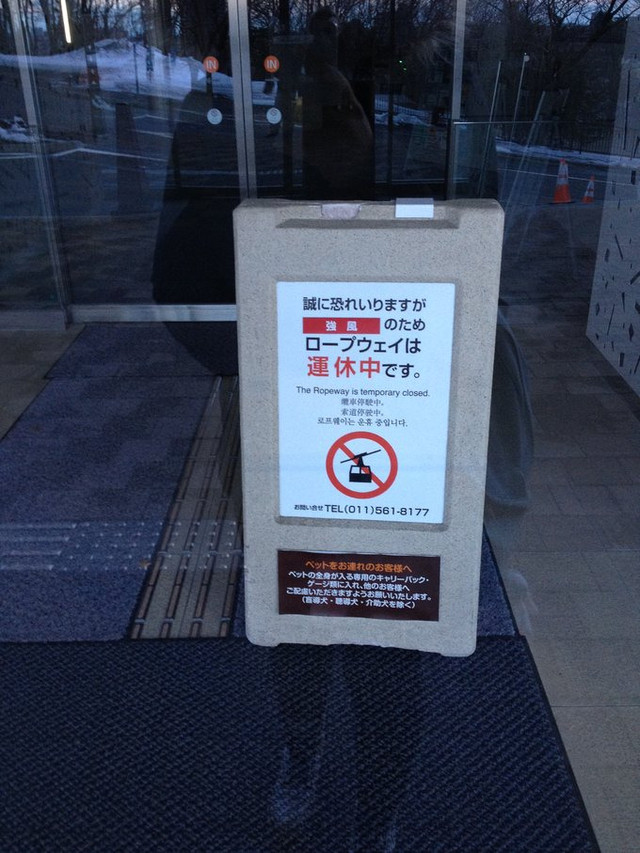 IN
IN
誠に恐れいりますが
強風 のため
ロープウェイは
運休中です。
The Ropeway is temporary closed.
纜車停駛中。
索道停驶中。
로프웨이는 운휴 중입니다.
お問い合せ TEL(011)561-8177
ペットをお連れのお客様へ
ペットの全身が入る専用のキャリーバック・
ゲージ類に入れ、他のお客様へ
ご配慮いただきますようお願いいたします。
(盲導犬・聴導犬・介助犬を除く)